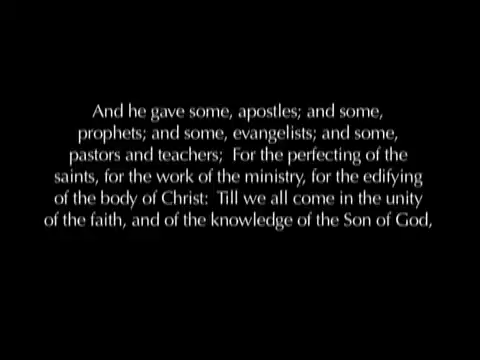 And he gave some, apostles; and some,
prophets; and some, evangelists; and some,
pastors and teachers;  For the perfecting of the
saints, for the work of the ministry, for the edifying
of the body of Christ:  Till we all come in the unity
of the faith, and of the knowledge of the Son of God,